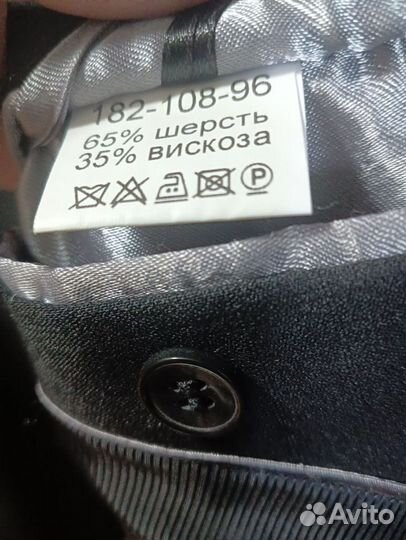 182-108-96
65% шерсть
35% вискоза
P
Avito